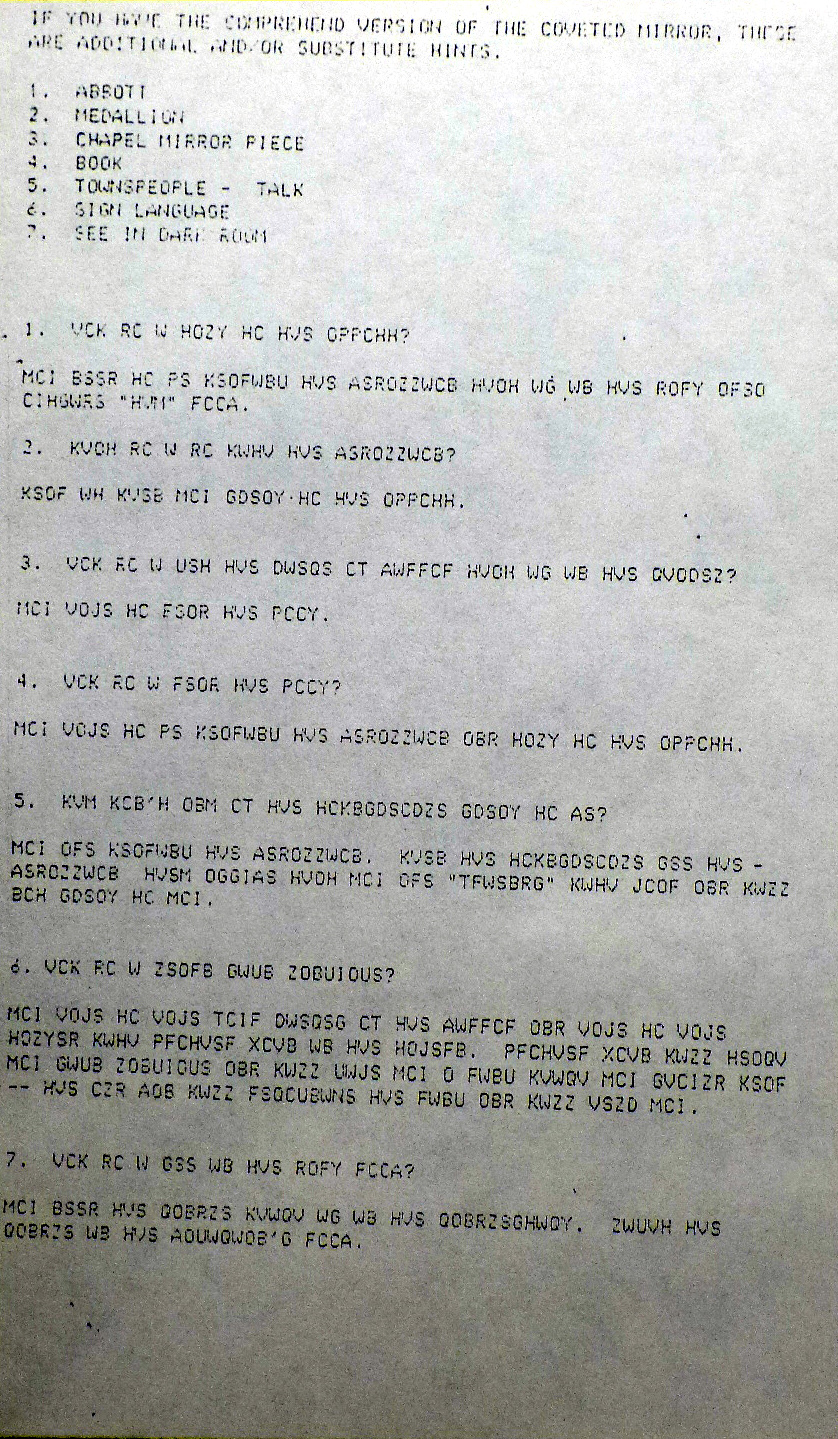 IF YOU HAVE THE COMPREHEND VERSION OF THE COVETED MIRROR, THESE
ARE ADDITIONAL AND/OR SUBSTITUTE HINTS.
1. ABBOTT
2. MEDALLION
3. CHAPEL MIRROR PIECE
4. BOOK
5. TOWNSPEOPLE - TALK
6. SIGN LANGUAGE
7. SEE IN DARK ROOM
1. VCK RC W HOZY HC HVS OPPCHH?
MCI BSSR HC PS KSOFWBU HVS ASROZZWCB HVOH WG WB HVS ROFY OFSO
CIHGWRS "HVM" FCCA.
2. KVOH RC W RC KWHV HVS ASROZZWCB?
KSOF WH KVSB MCI GDSOY HC HVS OPPCHH.
3. VCK RC W USH HVS DWSQS CT AWFFCF HVOH WG WB HVS QVODSZ?
MCI VOJS HC FSOR HVS PCCY.
4. VCK RC W FSOR HVS PCCY?
MCI VOJS HC PS KSOFWBU HVS ASROZZWCB OBR HOZY HC HVS OPPCHH.
5. KVM KCB'H OBM CT HVS HCKBGDSCDZS GDSOY HC AS?
MCI OFS KSOFWBU HVS ASROZZWCB. KVSB HVS HCKBGDSCDZS GSS HVS -
ASROZZWCB HVSM OGGIAS HVOH MCI OFS "TFWSBRG" KWHV JCOF OBR KWZZ
BCH GDSOY HC MCI.
6. VCK RC W ZSOFB GWUB ZOBUIOUS?
MCI VOJS HC VOJS TCIF DWSQSG CT HVS AWFFCF OBR VOJS HC VOJS
HOZYSR KWHV PFCHVSF XCVB WB HVS HOJSFB. PFCHVSF XCVB KWZZ HSOQV
MCI GWUB ZOBUIOUS OBR KWZZ UWJS MCI O FWBU KVWQV MCI GVCIZR KSOF
-- HVS CZR AOB KWZZ FSQCUBWNS HVS FWBU OBR KWZZ VSZD MCI.
7. VCK RC W GSS WB HVS ROFY FCCA?
MCI BSSR HVS QOBRZS KVWQV WG WB HVS QOBRZSGHWQY. ZWUVH HVS
QOBRZS WB HVS AOUWQWOB'G FCCA.